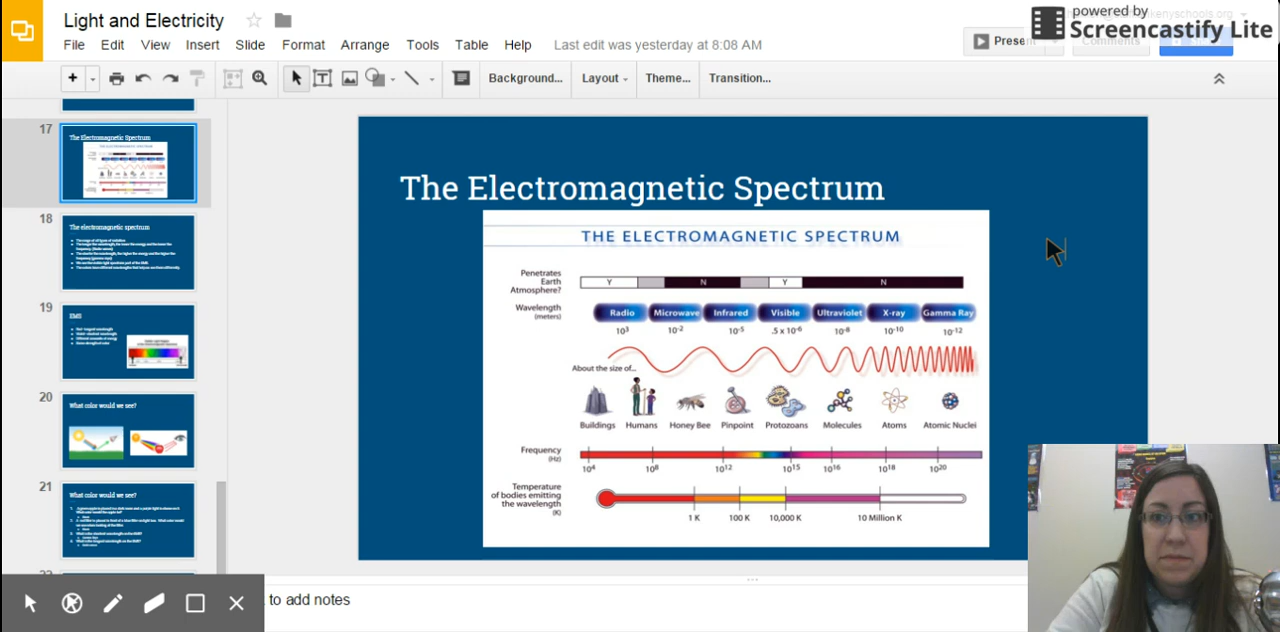 Light and Electricity
powered by
Screencastify Lite
File Edit View Insert Slide Format Arrange Tools Table Help Last edit was yesterday at 8:08 AM
Present
Comments
Background... Layout Theme... Transition...
17
The Electromagnetic Spectrum
18
The electromagnetic spectrum
19
EMS
20
What color would we see?
21
What color would we see?
The Electromagnetic Spectrum
THE ELECTROMAGNETIC SPECTRUM
Penetrates
Earth
Atmosphere?
Y N Y N
Wavelength
(meters)
Radio Microwave Infrared Visible Ultraviolet X-ray Gamma Ray
10³ 10⁻² 10⁻⁵ .5 x 10⁻⁶ 10⁻⁸ 10⁻¹⁰ 10⁻¹²
About the size of...
Buildings Humans Honey Bee Pinpoint Protozoans Molecules Atoms Atomic Nuclei
Frequency
(Hz)
10⁴ 10⁸ 10¹² 10¹⁵ 10¹⁶ 10¹⁸ 10²⁰
Temperature
of bodies emitting
the wavelength
(K)
1 K 100 K 10,000 K 10 Million K
to add notes